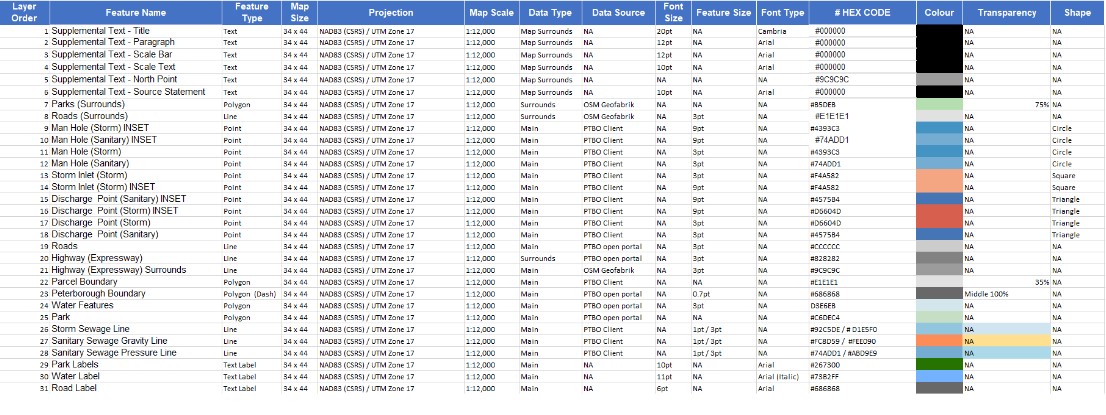 Layer Order Feature Name Feature Type Map Size Projection Map Scale Data Type Data Source Font Size Feature Size Font Type # HEX CODE Colour Transparency Shape
1 Supplemental Text - Title Text 34 x 44 NAD83 (CSRS) / UTM Zone 17 1:12,000 Map Surrounds NA 20pt NA Cambria #000000 NA NA
2 Supplemental Text - Paragraph Text 34 x 44 NAD83 (CSRS) / UTM Zone 17 1:12,000 Map Surrounds NA 12pt NA Arial #000000 NA NA
3 Supplemental Text - Scale Bar Text 34 x 44 NAD83 (CSRS) / UTM Zone 17 1:12,000 Map Surrounds NA 12pt NA Arial #000000 NA NA
4 Supplemental Text - Scale Text Text 34 x 44 NAD83 (CSRS) / UTM Zone 17 1:12,000 Map Surrounds NA 10pt NA Arial #000000 NA NA
5 Supplemental Text - North Point Text 34 x 44 NAD83 (CSRS) / UTM Zone 17 1:12,000 Map Surrounds NA NA NA NA #9C9C9C NA NA
6 Supplemental Text - Source Statement Text 34 x 44 NAD83 (CSRS) / UTM Zone 17 1:12,000 Map Surrounds NA 10pt NA Arial #000000 NA NA
7 Parks (Surrounds) Polygon 34 x 44 NAD83 (CSRS) / UTM Zone 17 1:12,000 Surrounds OSM Geofabrik NA NA NA 75% NA
8 Roads (Surrounds) Line 34 x 44 NAD83 (CSRS) / UTM Zone 17 1:12,000 Surrounds OSM Geofabrik NA 9pt NA #E1E1E1 NA NA
9 Man Hole (Storm) INSET Point 34 x 44 NAD83 (CSRS) / UTM Zone 17 1:12,000 Main PTBO Client NA 9pt NA #4393C3 NA Circle
10 Man Hole (Sanitary) INSET Point 34 x 44 NAD83 (CSRS) / UTM Zone 17 1:12,000 Main PTBO Client NA 9pt NA #74ADD1 NA Circle
11 Man Hole (Storm) Point 34 x 44 NAD83 (CSRS) / UTM Zone 17 1:12,000 Main PTBO Client NA 3pt NA #4393C3 NA Circle
12 Man Hole (Sanitary) Point 34 x 44 NAD83 (CSRS) / UTM Zone 17 1:12,000 Main PTBO Client NA 3pt NA #74ADD1 NA Circle
13 Storm Inlet (Storm) Point 34 x 44 NAD83 (CSRS) / UTM Zone 17 1:12,000 Main PTBO Client NA 3pt NA #F4A582 NA Square
14 Storm Inlet (Storm) INSET Point 34 x 44 NAD83 (CSRS) / UTM Zone 17 1:12,000 Main PTBO Client NA 9pt NA #F4A582 NA Square
15 Discharge Point (Sanitary) INSET Point 34 x 44 NAD83 (CSRS) / UTM Zone 17 1:12,000 Main PTBO Client NA 9pt NA #4575B4 NA Triangle
16 Discharge Point (Storm) INSET Point 34 x 44 NAD83 (CSRS) / UTM Zone 17 1:12,000 Main PTBO Client NA 9pt NA #D6604D NA Triangle
17 Discharge Point (Storm) Point 34 x 44 NAD83 (CSRS) / UTM Zone 17 1:12,000 Main PTBO Client NA 3pt NA #D6604D NA Triangle
18 Discharge Point (Sanitary) Point 34 x 44 NAD83 (CSRS) / UTM Zone 17 1:12,000 Main PTBO Client NA 3pt NA #4575B4 NA Triangle
19 Roads Line 34 x 44 NAD83 (CSRS) / UTM Zone 17 1:12,000 Main PTBO open portal NA 3pt NA #CCCCCC NA NA
20 Highway (Expressway) Line 34 x 44 NAD83 (CSRS) / UTM Zone 17 1:12,000 Surrounds PTBO open portal NA 3pt NA #828282 NA NA
21 Highway (Expressway) Surrounds Line 34 x 44 NAD83 (CSRS) / UTM Zone 17 1:12,000 Main OSM Geofabrik NA 3pt NA #9C9C9C NA NA
22 Parcel Boundary Polygon 34 x 44 NAD83 (CSRS) / UTM Zone 17 1:12,000 Main PTBO Client NA NA NA #E1E1E1 35% NA
23 Peterborough Boundary Polygon (Dash) 34 x 44 NAD83 (CSRS) / UTM Zone 17 1:12,000 Main PTBO open portal NA 0.7pt NA #686868 Middle 100% NA
24 Water Features Polygon 34 x 44 NAD83 (CSRS) / UTM Zone 17 1:12,000 Main PTBO open portal NA 3pt NA D3E6EB NA NA
25 Park Polygon 34 x 44 NAD83 (CSRS) / UTM Zone 17 1:12,000 Main PTBO open portal NA NA NA #C6DEC4 NA NA
26 Storm Sewage Line Line 34 x 44 NAD83 (CSRS) / UTM Zone 17 1:12,000 Main PTBO Client NA 1pt / 3pt NA #92C5DE / # D1E5F0 NA NA
27 Sanitary Sewage Gravity Line Line 34 x 44 NAD83 (CSRS) / UTM Zone 17 1:12,000 Main PTBO Client NA 1pt / 3pt NA #FC8D59 / #FEE090 NA NA
28 Sanitary Sewage Pressure Line Line 34 x 44 NAD83 (CSRS) / UTM Zone 17 1:12,000 Main PTBO Client NA 1pt / 3pt NA #74ADD1 / #ABD9E9 NA NA
29 Park Labels Text Label 34 x 44 NAD83 (CSRS) / UTM Zone 17 1:12,000 Main NA 10pt NA Arial #267300 NA NA
30 Water Label Text Label 34 x 44 NAD83 (CSRS) / UTM Zone 17 1:12,000 Main NA 11pt NA Arial (Italic) #73B2FF NA NA
31 Road Label Text Label 34 x 44 NAD83 (CSRS) / UTM Zone 17 1:12,000 Main NA 6pt NA Arial #686868 NA NA